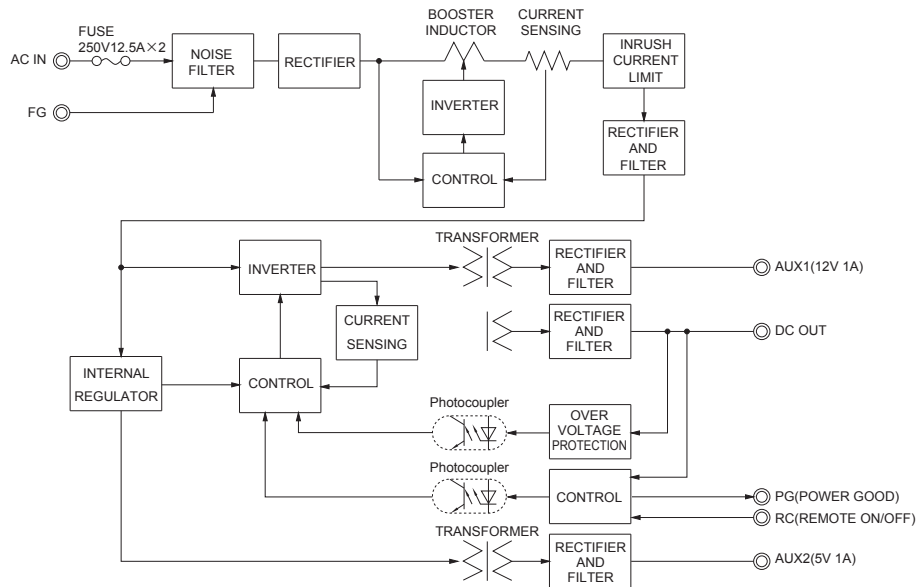 BOOSTER
INDUCTOR
CURRENT
SENSING
FUSE
250V12.5A×2
AC IN
NOISE
FILTER
RECTIFIER
INRUSH
CURRENT
LIMIT
FG
INVERTER
CONTROL
RECTIFIER
AND
FILTER
TRANSFORMER
INVERTER
RECTIFIER
AND
FILTER
AUX1(12V 1A)
CURRENT
SENSING
RECTIFIER
AND
FILTER
DC OUT
INTERNAL
REGULATOR
CONTROL
Photocoupler
OVER
VOLTAGE
PROTECTION
Photocoupler
CONTROL
PG(POWER GOOD)
RC(REMOTE ON/OFF)
TRANSFORMER
RECTIFIER
AND
FILTER
AUX2(5V 1A)